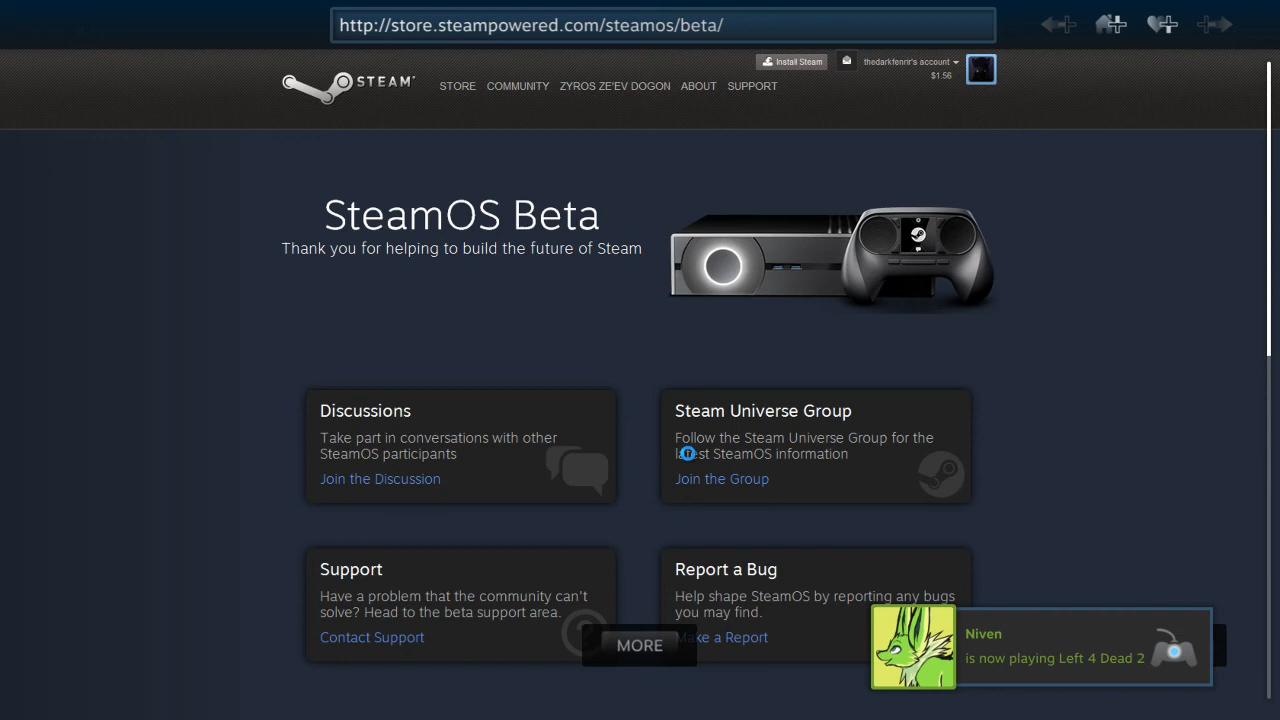 http://store.steampowered.com/steamos/beta/
Install Steam
thedarkfenrir's account
$1.56
STEAM
STORE COMMUNITY ZYROS ZE'EV DOGON ABOUT SUPPORT
SteamOS Beta
Thank you for helping to build the future of Steam
Discussions
Take part in conversations with other
SteamOS participants
Join the Discussion
Steam Universe Group
Follow the Steam Universe Group for the
latest SteamOS information
Join the Group
Support
Have a problem that the community can't
solve? Head to the beta support area.
Contact Support
Report a Bug
Help shape SteamOS by reporting any bugs
you may find.
Make a Report
MORE
Niven
is now playing Left 4 Dead 2